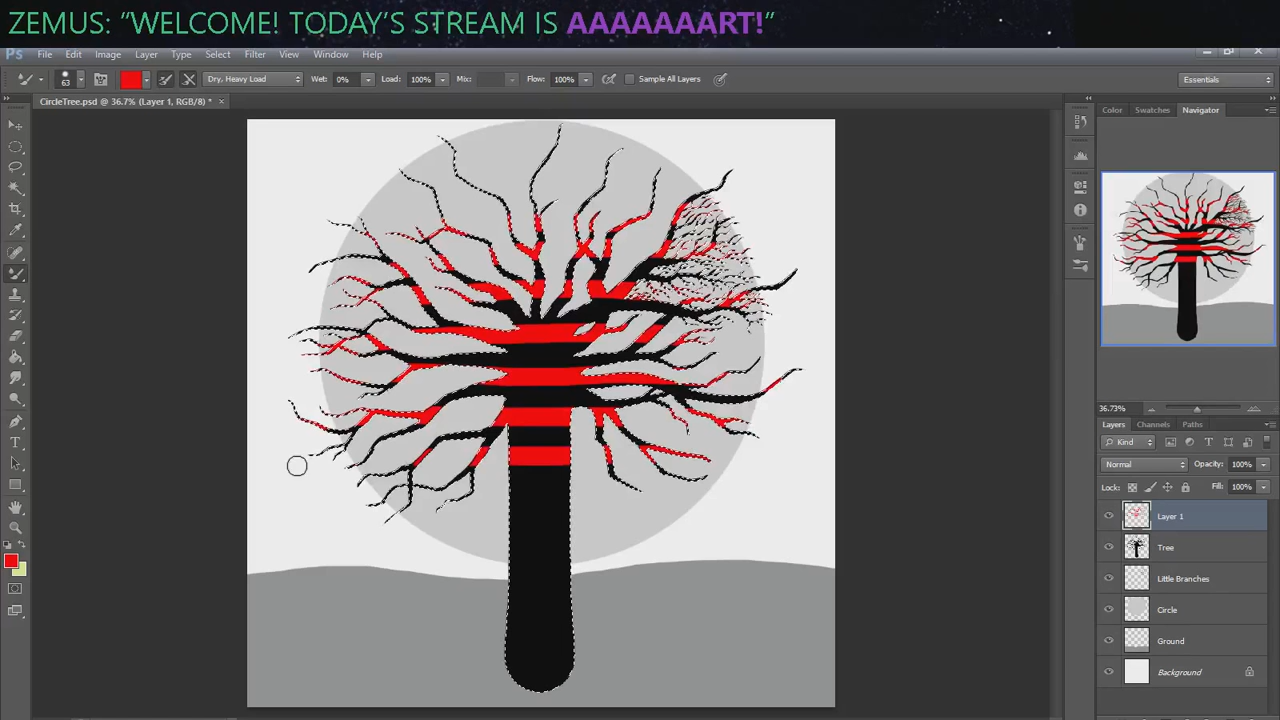 ZEMUS: “WELCOME! TODAY’S STREAM IS AAAAAAART!”
Ps File Edit Image Layer Type Select Filter View Window Help
63 Dry, Heavy Load Wet: 0% Load: 100% Mix: Flow: 100% Sample All Layers Essentials
CircleTree.psd @ 36.7% (Layer 1, RGB/8) * ×
Color Swatches Navigator
36.73%
Layers Channels Paths
Kind
Normal Opacity: 100%
Lock: Fill: 100%
Layer 1
Tree
Little Branches
Circle
Ground
Background